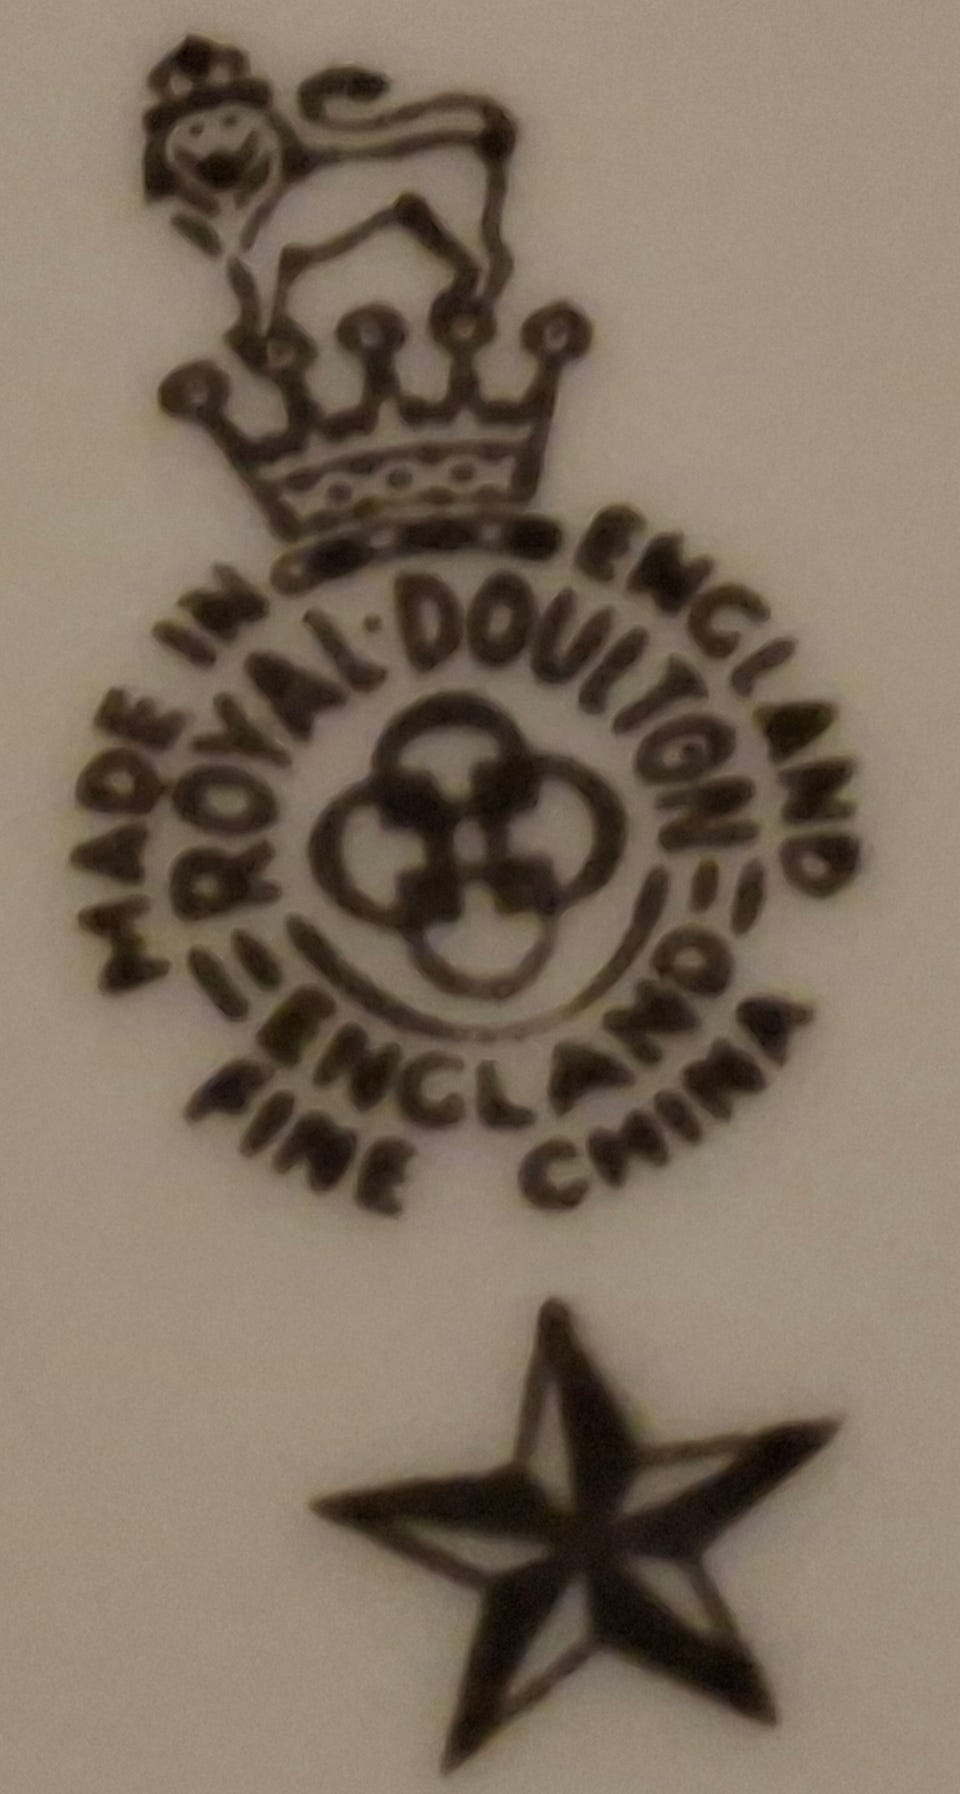 MADE IN ENGLAND
ROYAL·DOULTON
ENGLAND
FINE CHINA